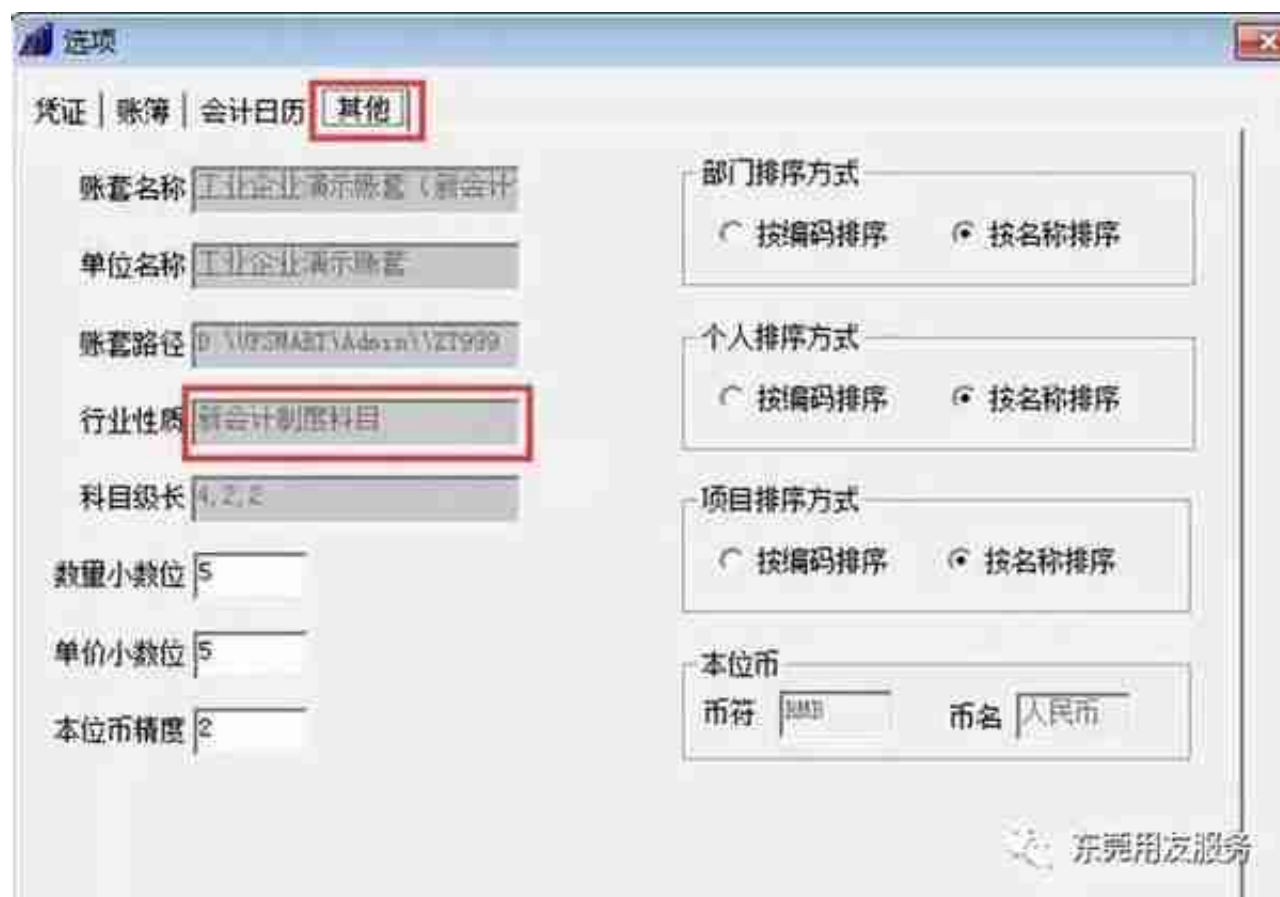 选项
凭证 账簿 会计日历 其他
账套名称 工业企业演示账套（新会计
单位名称 工业企业演示账套
账套路径 D:\UFSMART\Admin\\ZT999
行业性质 新会计制度科目
科目级长 4,2,2
数量小数位 5
单价小数位 5
本位币精度 2
部门排序方式
按编码排序 按名称排序
个人排序方式
按编码排序 按名称排序
项目排序方式
按编码排序 按名称排序
本位币
币符 RMB 币名 人民币
东莞用友服务